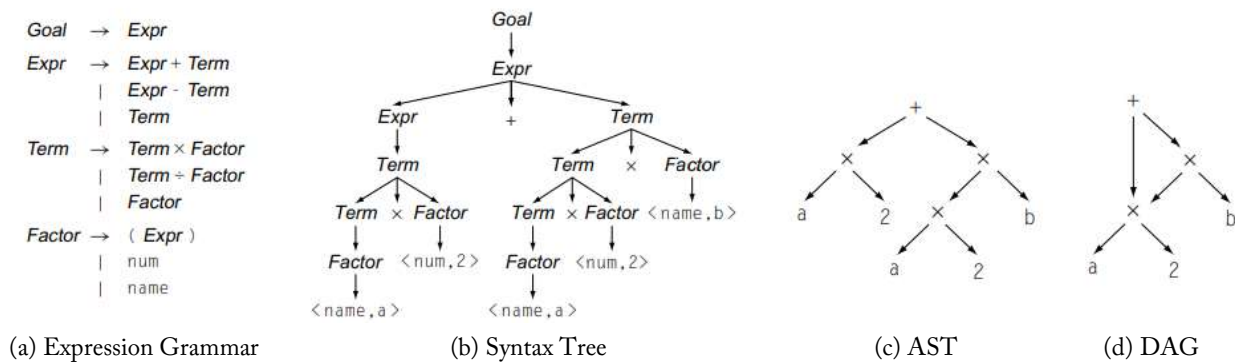 Goal → Expr
Expr → Expr + Term
| Expr - Term
| Term
Term → Term × Factor
| Term ÷ Factor
| Factor
Factor → ( Expr )
| num
| name
(a) Expression Grammar
Goal
Expr
Expr + Term
Term Term × Factor
Term × Factor Term × Factor <name,b>
Factor <num,2> Factor <num,2>
<name,a> <name,a>
(b) Syntax Tree
+
× ×
a 2 × b
a 2
(c) AST
+
×
× b
a 2
(d) DAG